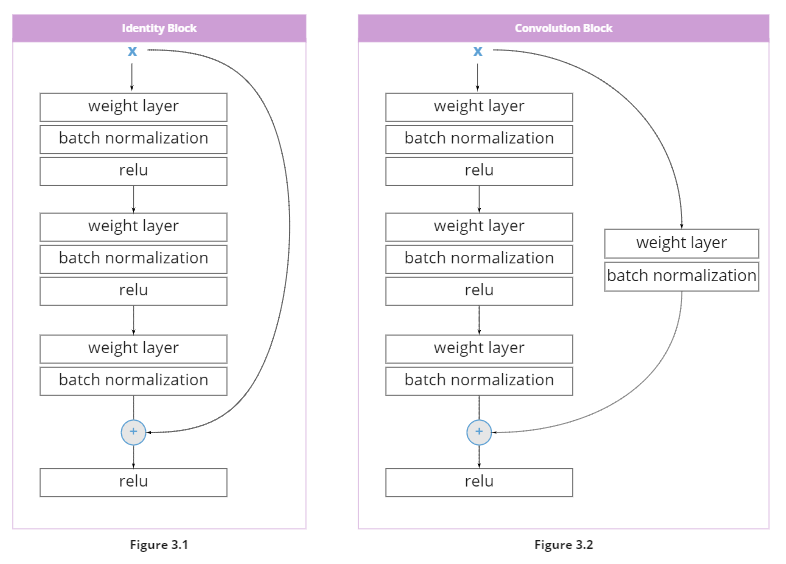 Identity Block
x
weight layer
batch normalization
relu
weight layer
batch normalization
relu
weight layer
batch normalization
+
relu
Figure 3.1
Convolution Block
x
weight layer
batch normalization
relu
weight layer
batch normalization
relu
weight layer
batch normalization
weight layer
batch normalization
+
relu
Figure 3.2